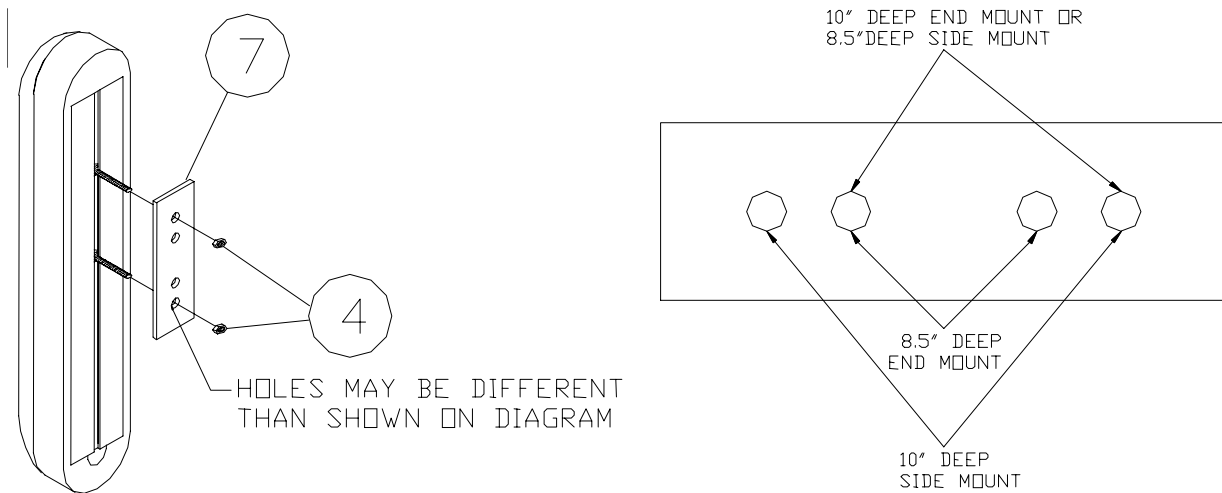 7
4
HOLES MAY BE DIFFERENT
THAN SHOWN ON DIAGRAM
10" DEEP END MOUNT OR
8.5"DEEP SIDE MOUNT
8.5" DEEP
END MOUNT
10" DEEP
SIDE MOUNT